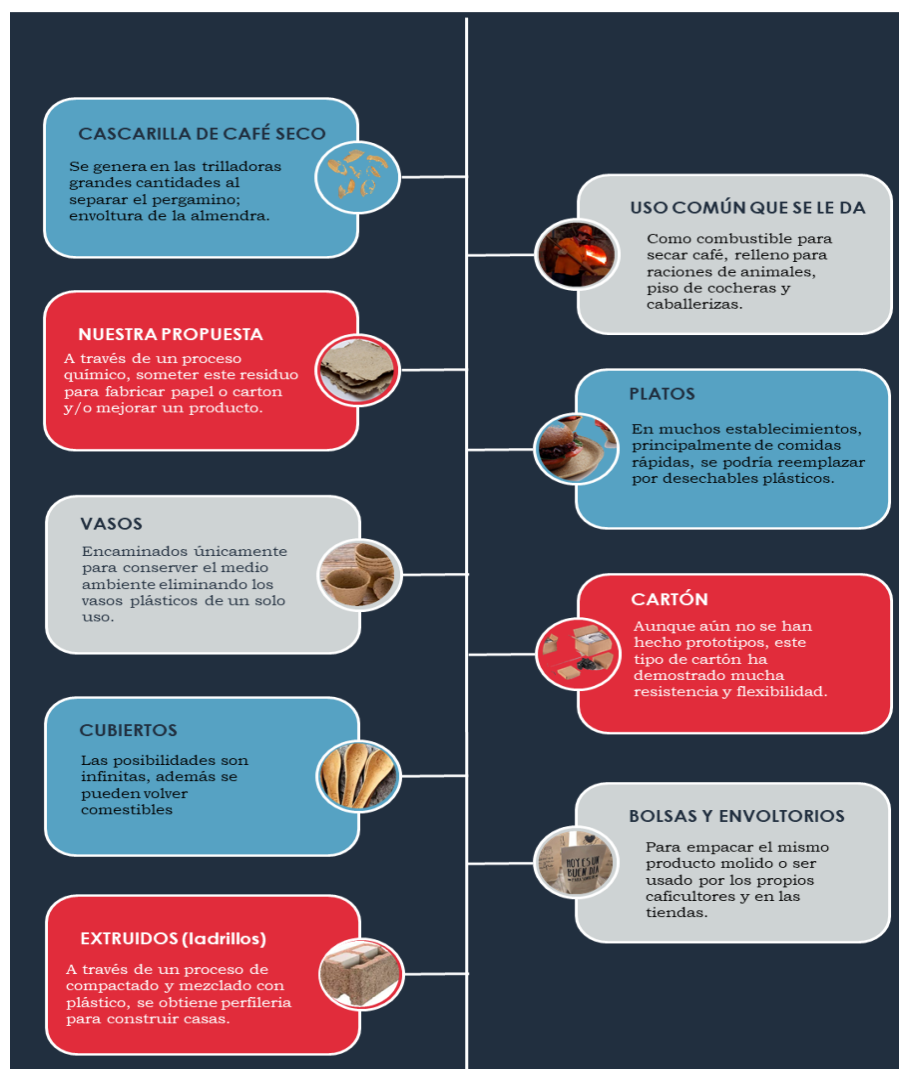 CASCARILLA DE CAFÉ SECO
Se genera en las trilladoras
grandes cantidades al
separar el pergamino;
envoltura de la almendra.
USO COMÚN QUE SE LE DA
Como combustible para
secar café, relleno para
raciones de animales,
piso de cocheras y
caballerizas.
NUESTRA PROPUESTA
A través de un proceso
químico, someter este residuo
para fabricar papel o carton
y/o mejorar un producto.
PLATOS
En muchos establecimientos,
principalmente de comidas
rápidas, se podría reemplazar
por desechables plásticos.
VASOS
Encaminados únicamente
para conserver el medio
ambiente eliminando los
vasos plásticos de un solo
uso.
CARTÓN
Aunque aún no se han
hecho prototipos, este
tipo de cartón ha
demostrado mucha
resistencia y flexibilidad.
CUBIERTOS
Las posibilidades son
infinitas, además se
pueden volver
comestibles
BOLSAS Y ENVOLTORIOS
Para empacar el mismo
producto molido o ser
usado por los propios
caficultores y en las
tiendas.
HOY ES UN
BUEN DIA
EXTRUIDOS (ladrillos)
A través de un proceso de
compactado y mezclado con
plástico, se obtiene perfileria
para construir casas.